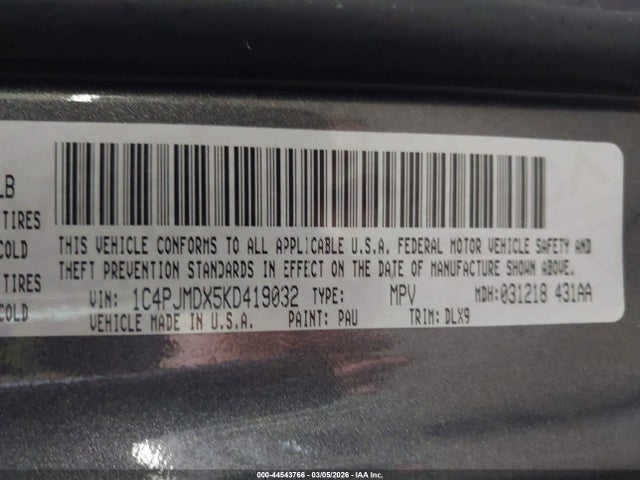 LB
TIRES
COLD
TIRES
COLD
THIS VEHICLE CONFORMS TO ALL APPLICABLE U.S.A. FEDERAL MOTOR VEHICLE SAFETY AND
THEFT PREVENTION STANDARDS IN EFFECT ON THE DATE OF MANUFACTURE SHOWN ABOVE.
VIN: 1C4PJMDX5KD419032 TYPE: MPV MDH:031218 431AA
VEHICLE MADE IN U.S.A. PAINT: PAU TRIM: DLX9
000-44543766 - 03/05/2026 - IAA Inc.